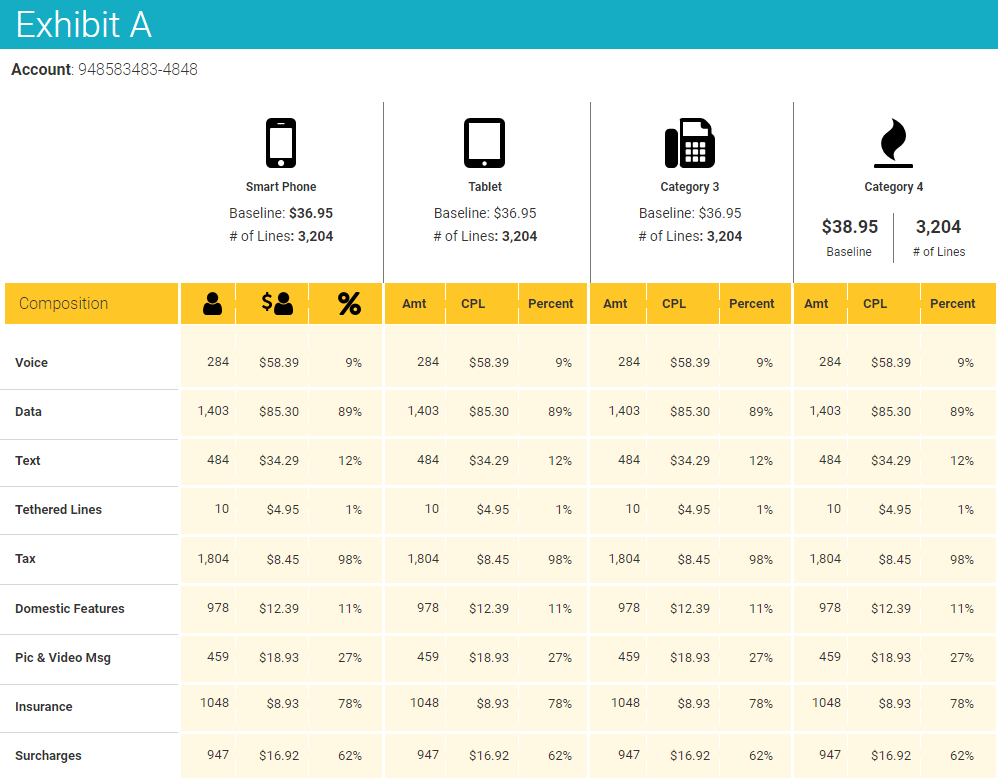 Exhibit A
Account: 948583483-4848
Smart Phone Tablet Category 3 Category 4
Baseline: $36.95 Baseline: $36.95 Baseline: $36.95 $38.95 3,204
# of Lines: 3,204 # of Lines: 3,204 # of Lines: 3,204 Baseline # of Lines
Composition $ % Amt CPL Percent Amt CPL Percent Amt CPL Percent
Voice 284 $58.39 9% 284 $58.39 9% 284 $58.39 9% 284 $58.39 9%
Data 1,403 $85.30 89% 1,403 $85.30 89% 1,403 $85.30 89% 1,403 $85.30 89%
Text 484 $34.29 12% 484 $34.29 12% 484 $34.29 12% 484 $34.29 12%
Tethered Lines 10 $4.95 1% 10 $4.95 1% 10 $4.95 1% 10 $4.95 1%
Tax 1,804 $8.45 98% 1,804 $8.45 98% 1,804 $8.45 98% 1,804 $8.45 98%
Domestic Features 978 $12.39 11% 978 $12.39 11% 978 $12.39 11% 978 $12.39 11%
Pic & Video Msg 459 $18.93 27% 459 $18.93 27% 459 $18.93 27% 459 $18.93 27%
Insurance 1048 $8.93 78% 1048 $8.93 78% 1048 $8.93 78% 1048 $8.93 78%
Surcharges 947 $16.92 62% 947 $16.92 62% 947 $16.92 62% 947 $16.92 62%